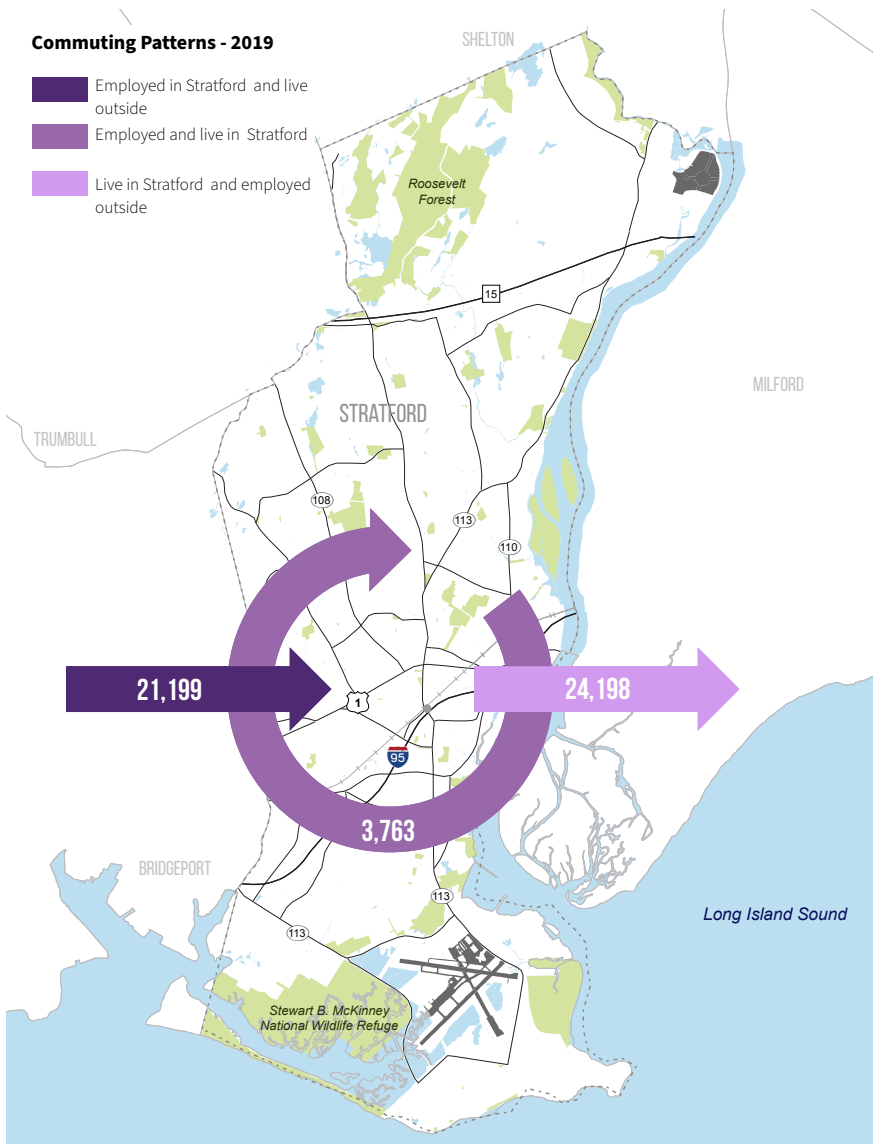 Commuting Patterns - 2019
Employed in Stratford and live
outside
Employed and live in Stratford
Live in Stratford and employed
outside
SHELTON
Roosevelt
Forest
15
MILFORD
STRATFORD
TRUMBULL
108
113
110
21,199
24,198
1
95
3,763
BRIDGEPORT
113
Long Island Sound
113
Stewart B. McKinney
National Wildlife Refuge